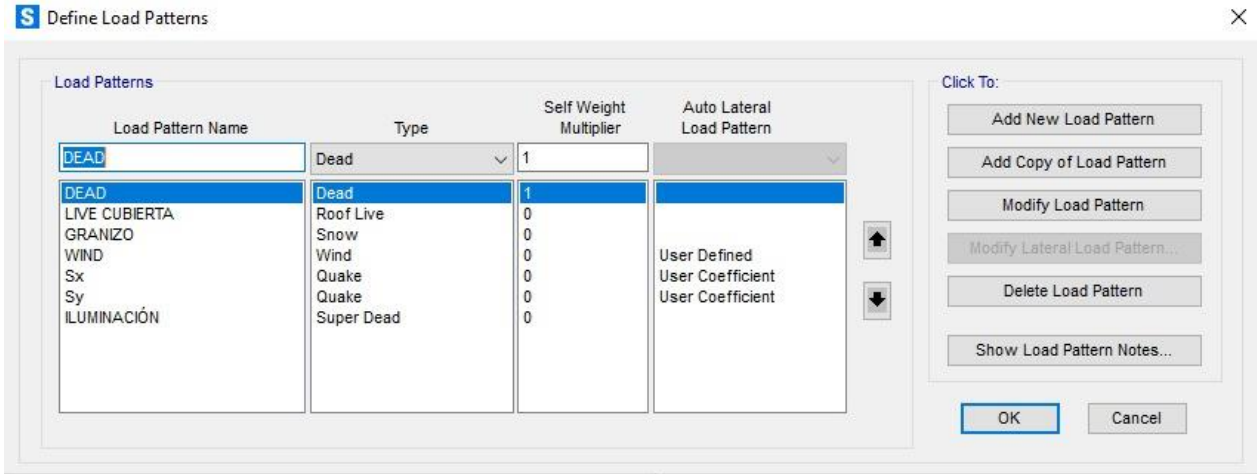 S Define Load Patterns
Load Patterns
Click To:
Load Pattern Name Type Self Weight Multiplier Auto Lateral Load Pattern
DEAD Dead 1
DEAD Dead 1
LIVE CUBIERTA Roof Live 0
GRANIZO Snow 0
WIND Wind 0 User Defined
Sx Quake 0 User Coefficient
Sy Quake 0 User Coefficient
ILUMINACIÓN Super Dead 0
Add New Load Pattern
Add Copy of Load Pattern
Modify Load Pattern
Modify Lateral Load Pattern...
Delete Load Pattern
Show Load Pattern Notes...
OK Cancel